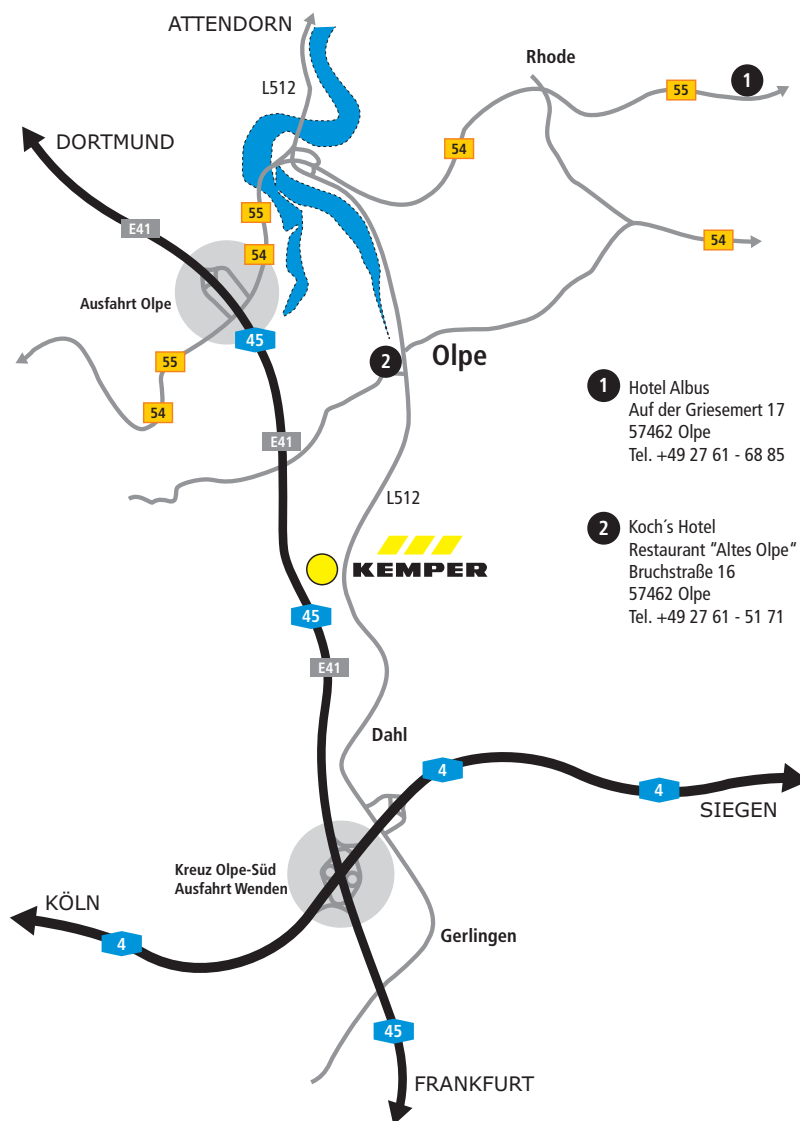 ATTENDORN
Rhode
1
55
L512
DORTMUND
54
55
E41
54
54
Ausfahrt Olpe
45
55
2
Olpe
54
E41
1
Hotel Albus
Auf der Griesemert 17
57462 Olpe
Tel. +49 27 61 - 68 85
L512
2
Koch´s Hotel
Restaurant "Altes Olpe"
Bruchstraße 16
57462 Olpe
Tel. +49 27 61 - 51 71
KEMPER
45
E41
Dahl
4
4
SIEGEN
Kreuz Olpe-Süd
Ausfahrt Wenden
KÖLN
4
Gerlingen
45
FRANKFURT